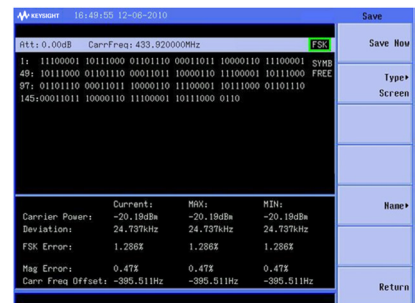 KEYSIGHT 16:49:55 12-06-2010 Save
Att: 0.00dB CarrFreq: 433.920000MHz FSK
Save Now
1: 11100001 10111000 01101110 00011011 10000110 11100001 SYMB
49: 10111000 01101110 00011011 10000110 11100001 10111000 FREE
97: 01101110 00011011 10000110 11100001 10111000 01101110
145:00011011 10000110 11100001 10111000 0110
Type
Screen
Name
Current: MAX: MIN:
Carrier Power: -20.19dBm -20.19dBm -20.19dBm
Deviation: 24.737kHz 24.737kHz 24.737kHz
FSK Error: 1.286% 1.286% 1.286%
Mag Error: 0.47% 0.47% 0.47%
Carr Freq Offset: -395.511Hz -395.511Hz -395.511Hz
Return